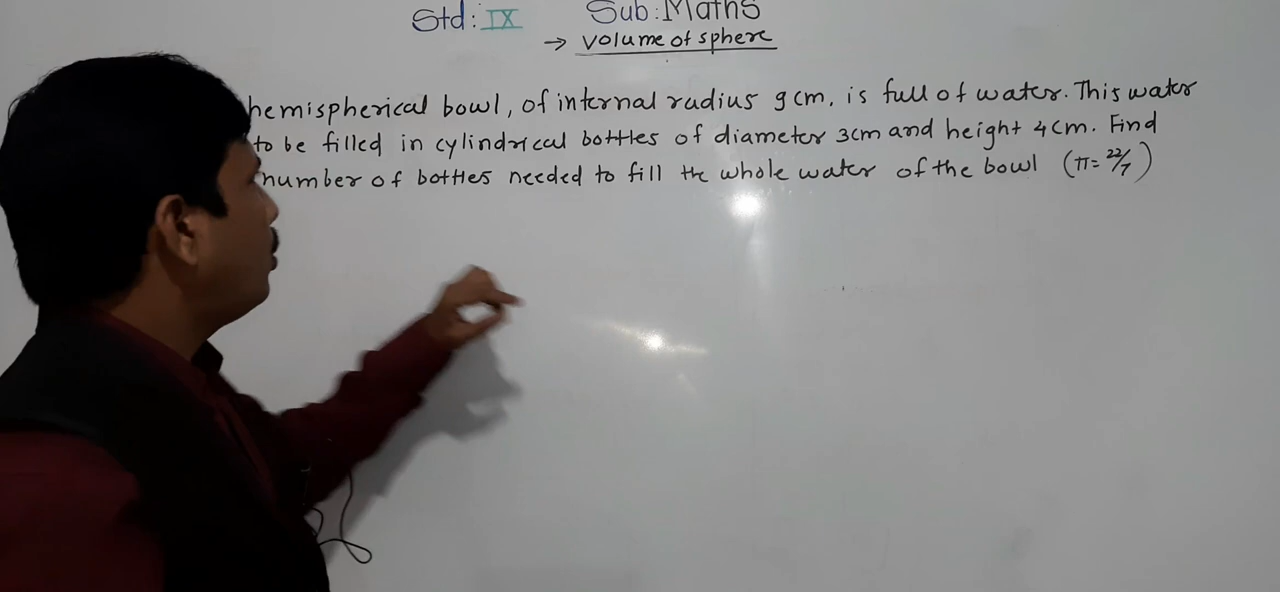 Std: IX Sub: Maths
→ Volume of sphere
hemispherical bowl, of internal radius 9cm. is full of water. This water
to be filled in cylindrical bottles of diameter 3cm and height 4cm. Find
number of bottles needed to fill the whole water of the bowl (π= 22/7)